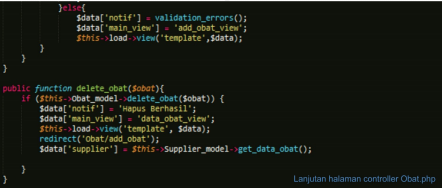 }else{
$data['notif'] = validation_errors();
$data['main_view'] = 'add_obat_view';
$this->load->view('template',$data);
}
}
}
public function delete_obat($obat){
if ($this->Obat_model->delete_obat($obat)) {
$data['notif'] = 'Hapus Berhasil';
$data['main_view'] = 'data_obat_view';
$this->load->view('template', $data);
redirect('Obat/add_obat');
$data['supplier'] = $this->Supplier_model->get_data_obat();
Lanjutan halaman controller Obat.php
}
}